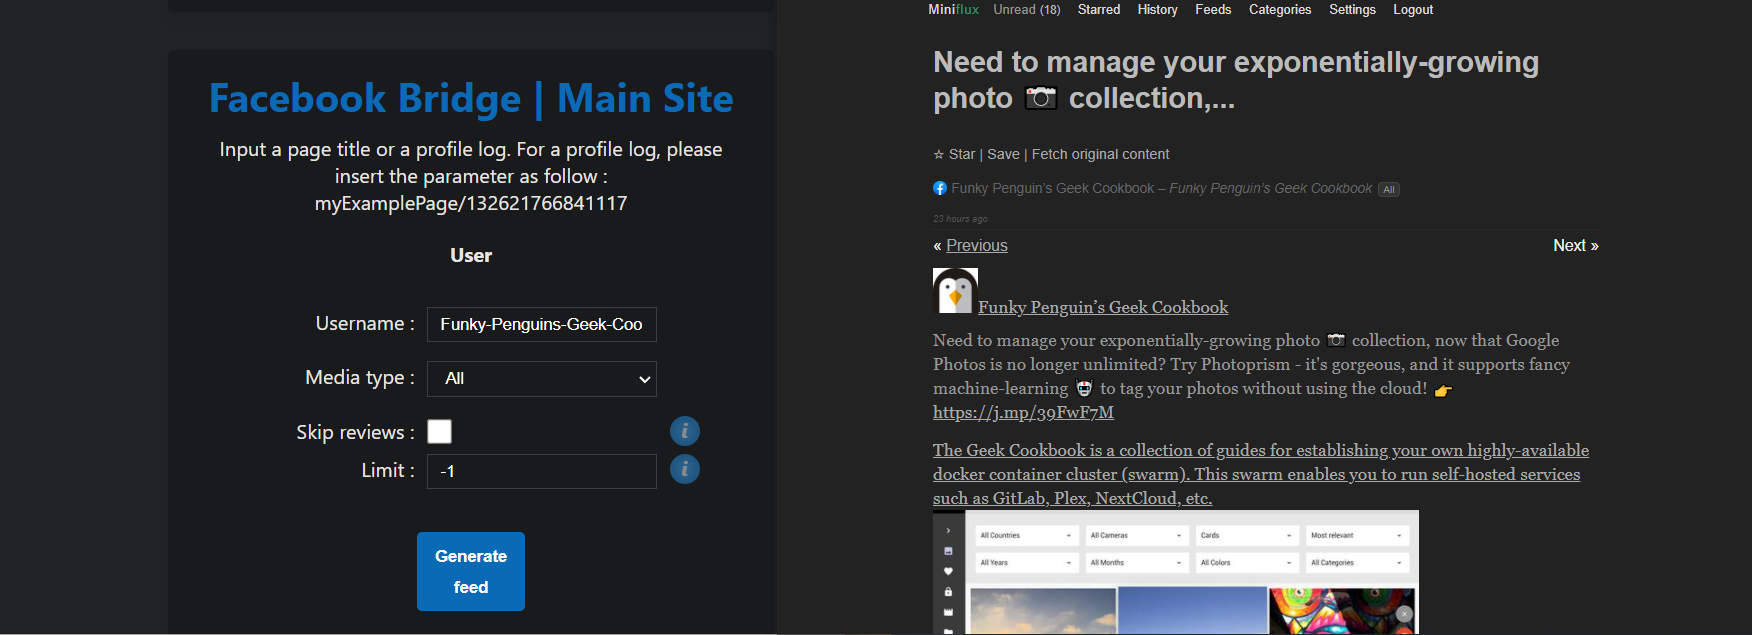 Facebook Bridge | Main Site
Input a page title or a profile log. For a profile log, please
insert the parameter as follow :
myExamplePage/132621766841117
User
Username : Funky-Penguins-Geek-Coo
Media type : All
Skip reviews : i
Limit : -1 i
Generate
feed
Miniflux Unread (18) Starred History Feeds Categories Settings Logout
Need to manage your exponentially-growing
photo 📷 collection,...
☆ Star | Save | Fetch original content
Funky Penguin's Geek Cookbook – Funky Penguin's Geek Cookbook All
23 hours ago
« Previous Next »
Funky Penguin's Geek Cookbook
Need to manage your exponentially-growing photo 📷 collection, now that Google
Photos is no longer unlimited? Try Photoprism - it's gorgeous, and it supports fancy
machine-learning 🤖 to tag your photos without using the cloud! 👉
https://j.mp/39FwF7M
The Geek Cookbook is a collection of guides for establishing your own highly-available
docker container cluster (swarm). This swarm enables you to run self-hosted services
such as GitLab, Plex, NextCloud, etc.
All Countries All Cameras Cards Most relevant
All Years All Months All Colors All Categories